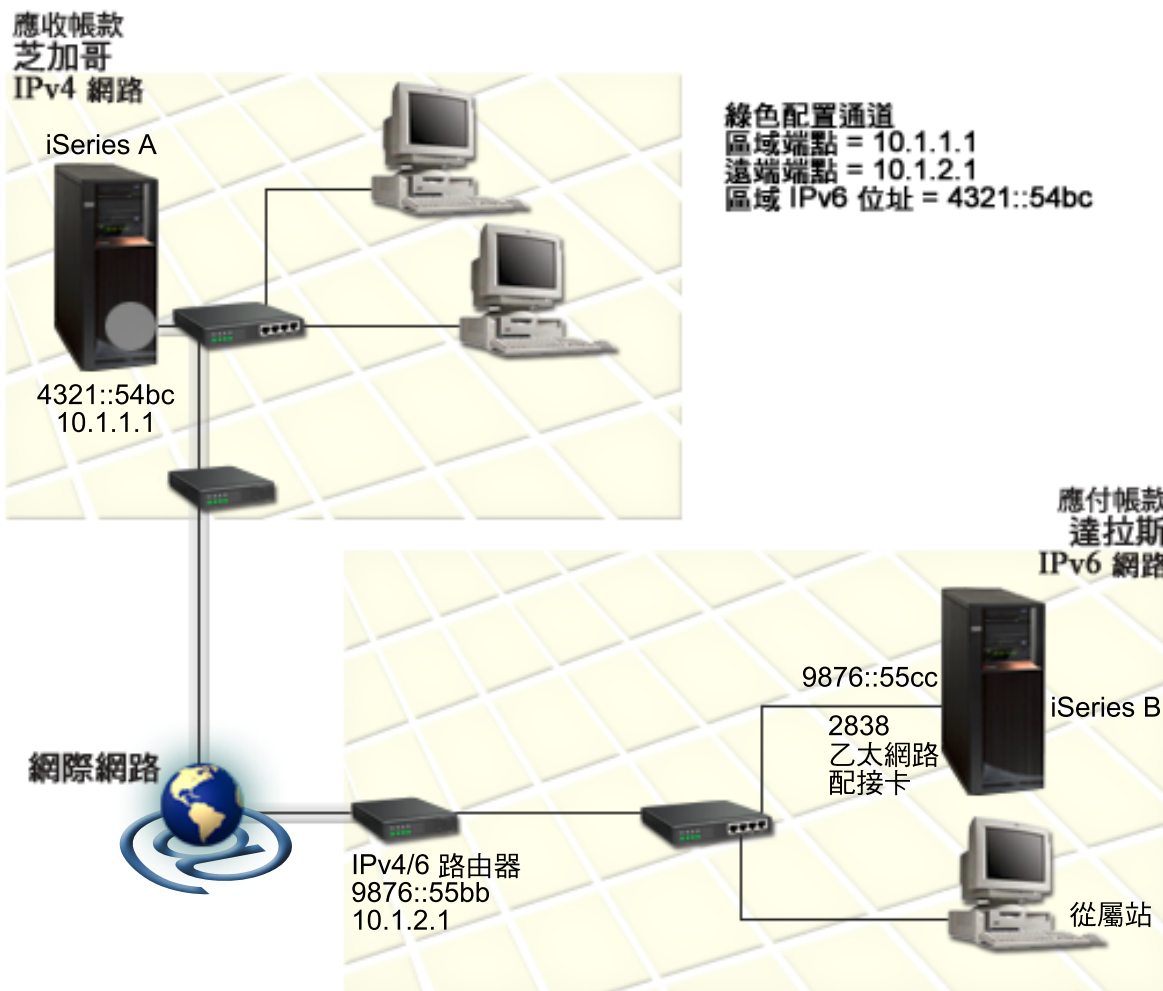 應收帳款
芝加哥
IPv4 網路
iSeries A
綠色配置通道
區域端點 = 10.1.1.1
遠端端點 = 10.1.2.1
區域 IPv6 位址 = 4321::54bc
4321::54bc
10.1.1.1
應付帳款
達拉斯
IPv6 網路
9876::55cc
iSeries B
2838
乙太網路
配接卡
網際網路
IPv4/6 路由器
9876::55bb
10.1.2.1
從屬站